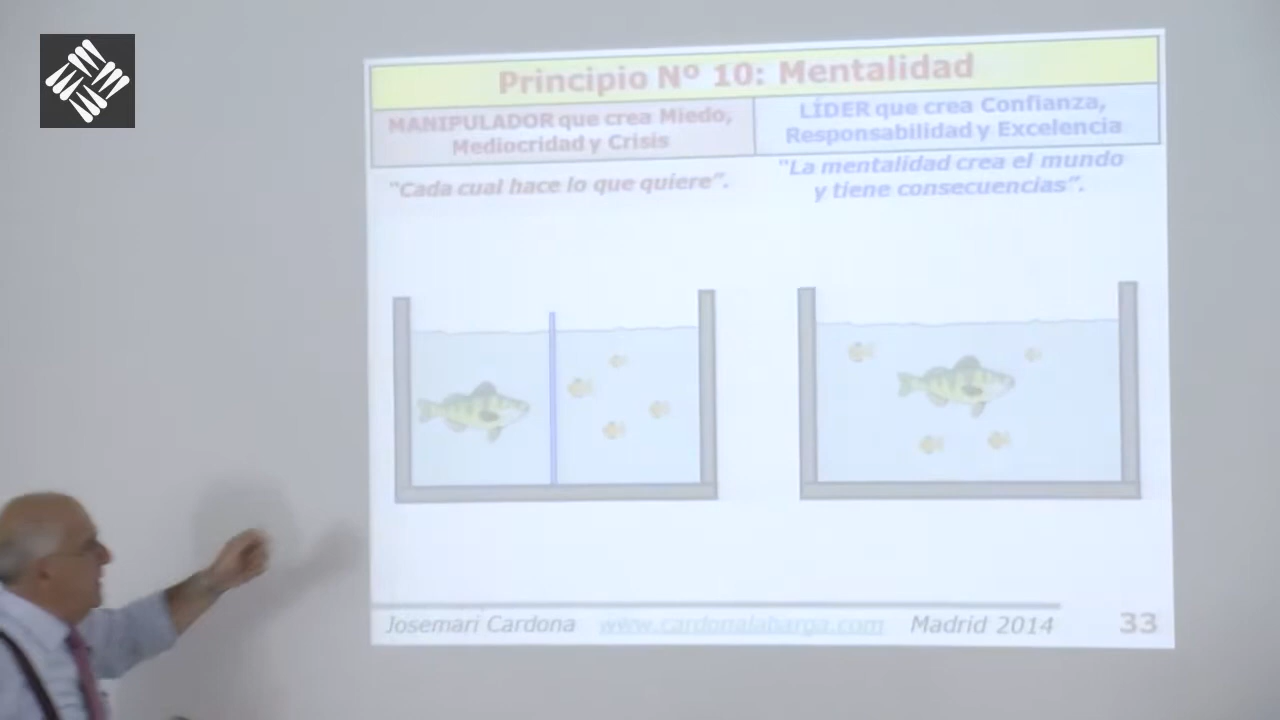 Principio Nº 10: Mentalidad
MANIPULADOR que crea Miedo,
Mediocridad y Crisis
LÍDER que crea Confianza,
Responsabilidad y Excelencia
"Cada cual hace lo que quiere".
"La mentalidad crea el mundo
y tiene consecuencias".
Josemari Cardona www.cardonalabarga.com Madrid 2014 33